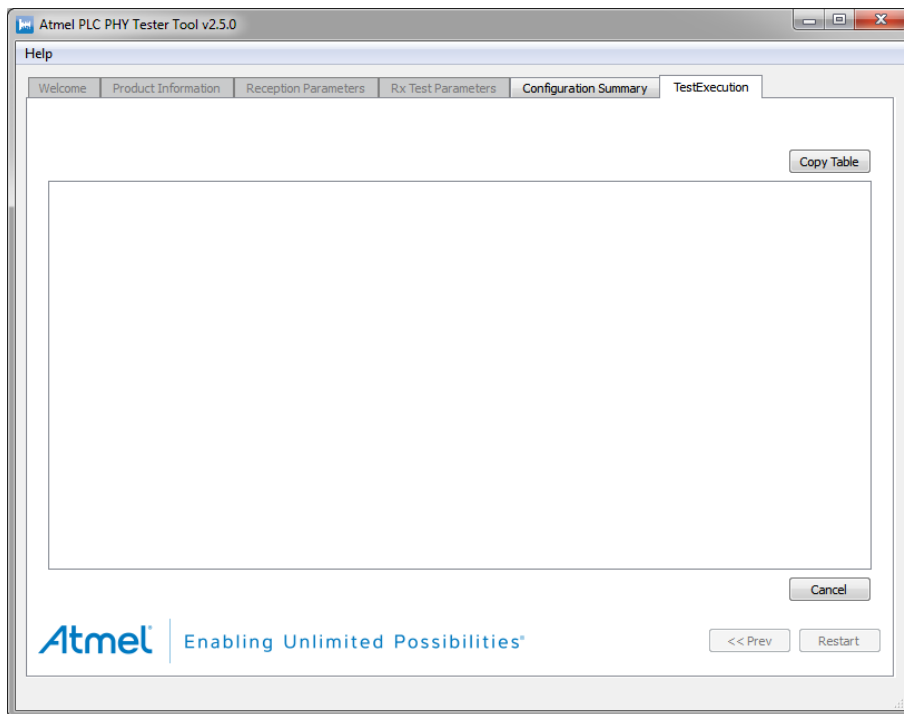 Atmel PLC PHY Tester Tool v2.5.0
Help
Welcome Product Information Reception Parameters Rx Test Parameters Configuration Summary TestExecution
Copy Table
Cancel
Atmel® Enabling Unlimited Possibilities®
<< Prev Restart